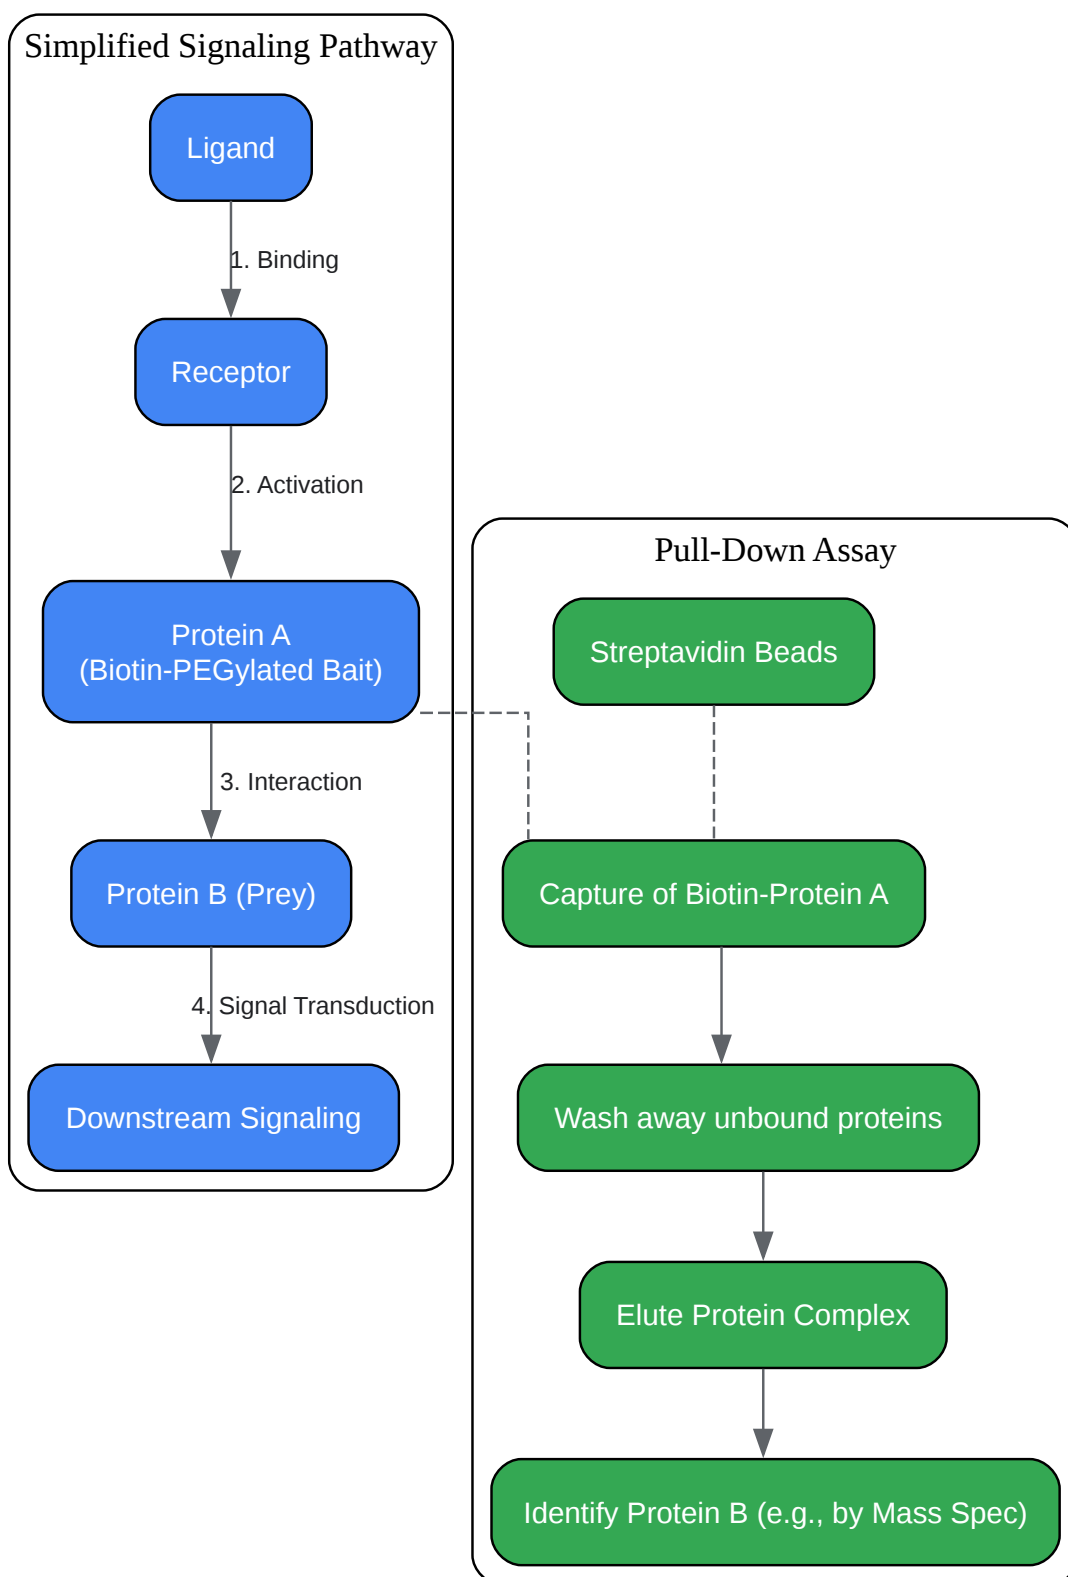 Simplified Signaling Pathway
Ligand
1. Binding
Receptor
2. Activation
Protein A
(Biotin-PEGylated Bait)
3. Interaction
Protein B (Prey)
4. Signal Transduction
Downstream Signaling
Pull-Down Assay
Streptavidin Beads
Capture of Biotin-Protein A
Wash away unbound proteins
Elute Protein Complex
Identify Protein B (e.g., by Mass Spec)